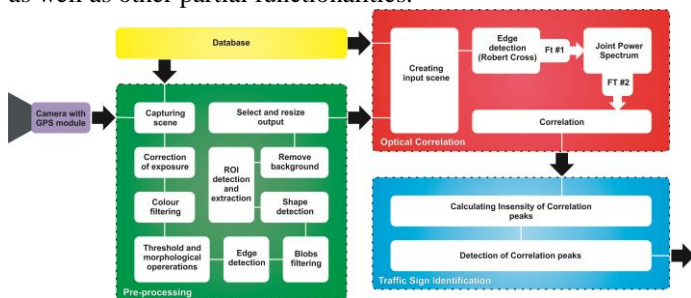 as well as other partial functionalities.
Database
Camera with
GPS module
Capturing
scene
Correction
of exposure
Colour
filtering
Threshold and
morphological
opererations
Edge
detection
Blobs
filtering
Shape
detection
Remove
background
ROI
detection
and
extraction
Select and resize
output
Pre-processing
Creating
input scene
Edge
detection
(Robert Cross)
Ft #1
Joint Power
Spectrum
FT #2
Correlation
Optical Correlation
Calculating Insensity of Correlation
peaks
Detection of Correlation peaks
Traffic Sign Identification